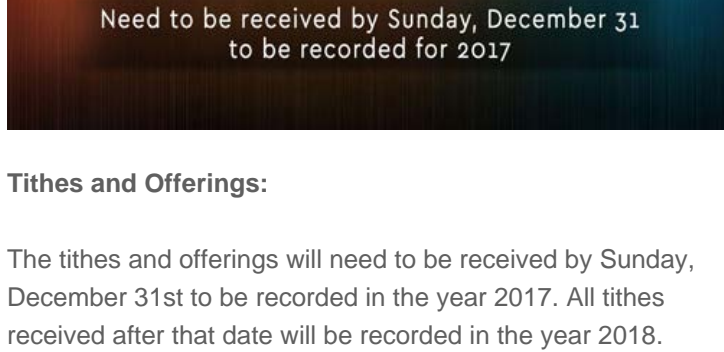 Need to be received by Sunday, December 31
to be recorded for 2017
Tithes and Offerings:
The tithes and offerings will need to be received by Sunday,
December 31st to be recorded in the year 2017. All tithes
received after that date will be recorded in the year 2018.